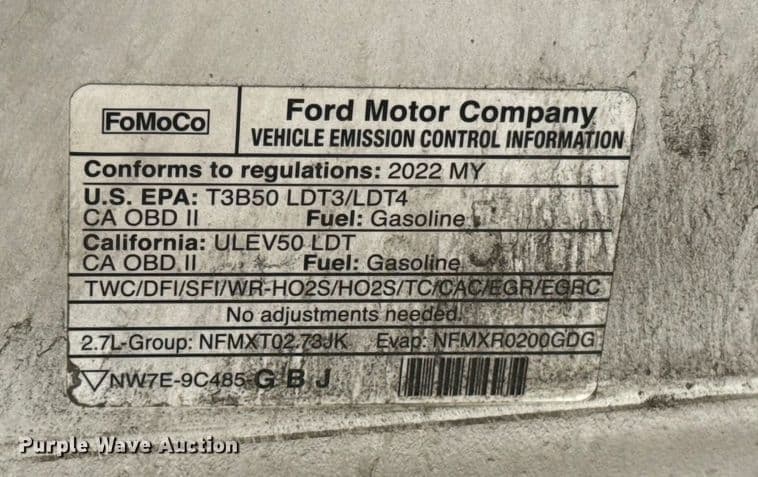 FoMoCo
Ford Motor Company
VEHICLE EMISSION CONTROL INFORMATION
Conforms to regulations: 2022 MY
U.S. EPA: T3B50 LDT3/LDT4
CA OBD II Fuel: Gasoline
California: ULEV50 LDT
CA OBD II Fuel: Gasoline
TWC/DFI/SFI/WR-HO2S/HO2S/TC/CAC/EGR/EGRC
No adjustments needed.
2.7L-Group: NFMXT02.73JK Evap: NFMXR0200GDG
NW7E-9C485-GBJ
Purple Wave Auction